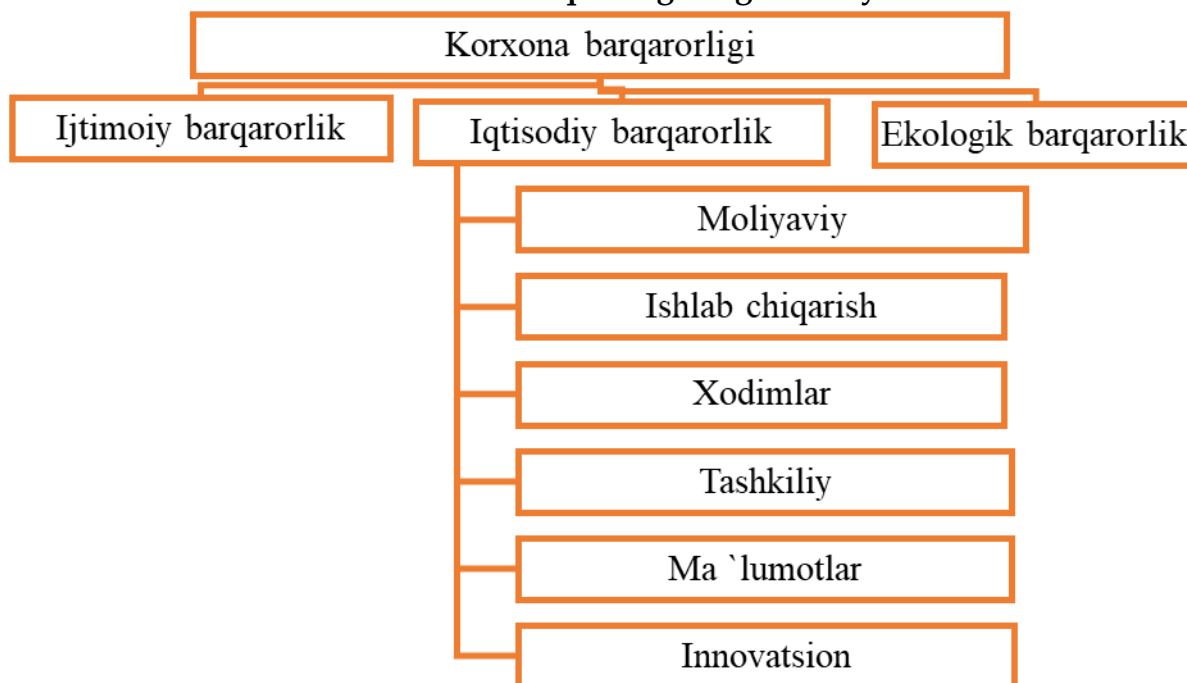 Korxona barqarorligi
Ijtimoiy barqarorlik
Iqtisodiy barqarorlik
Ekologik barqarorlik
Moliyaviy
Ishlab chiqarish
Xodimlar
Tashkiliy
Ma `lumotlar
Innovatsion